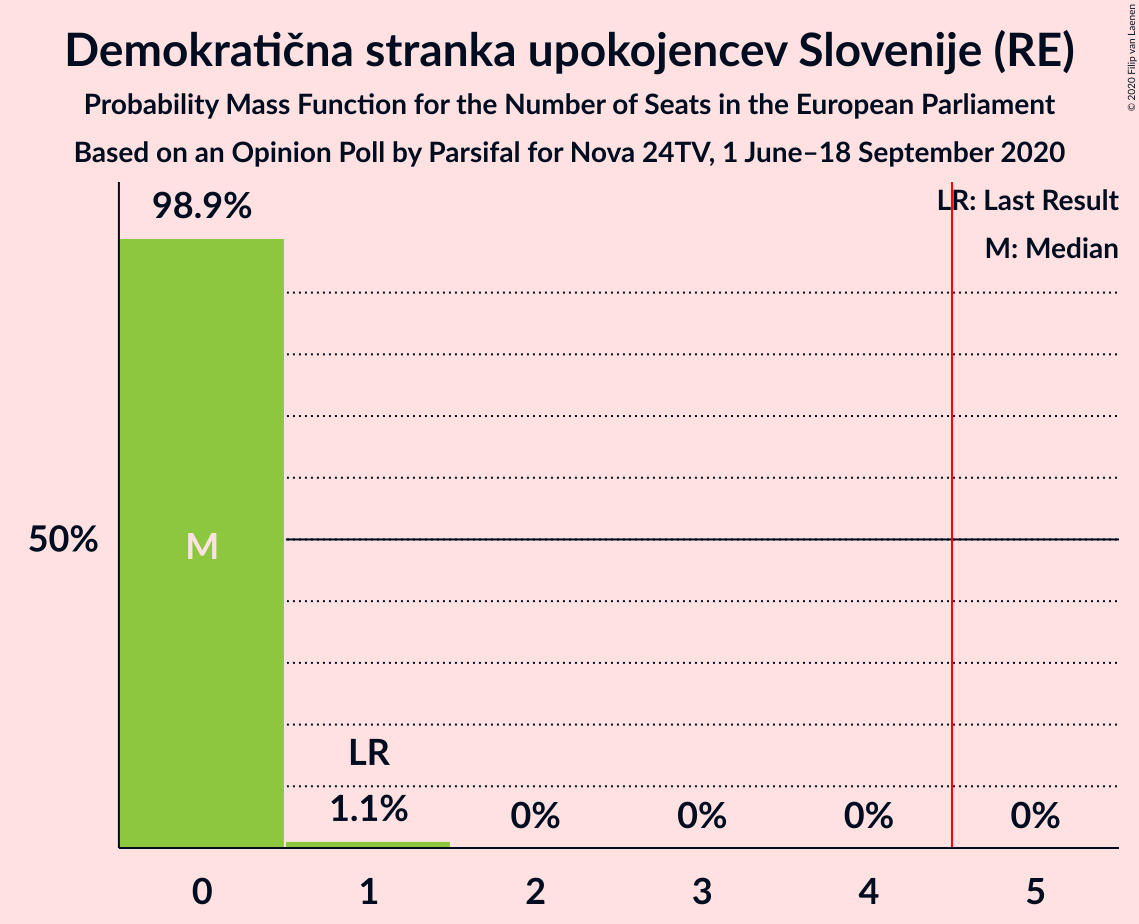 Demokratična stranka upokojencev Slovenije (RE)
Probability Mass Function for the Number of Seats in the European Parliament
Based on an Opinion Poll by Parsifal for Nova 24TV, 1 June–18 September 2020
© 2020 Filip van Laenen
98.9%
LR: Last Result
M: Median
50%
M
LR
1.1%
0%
0%
0%
0%
0
1
2
3
4
5